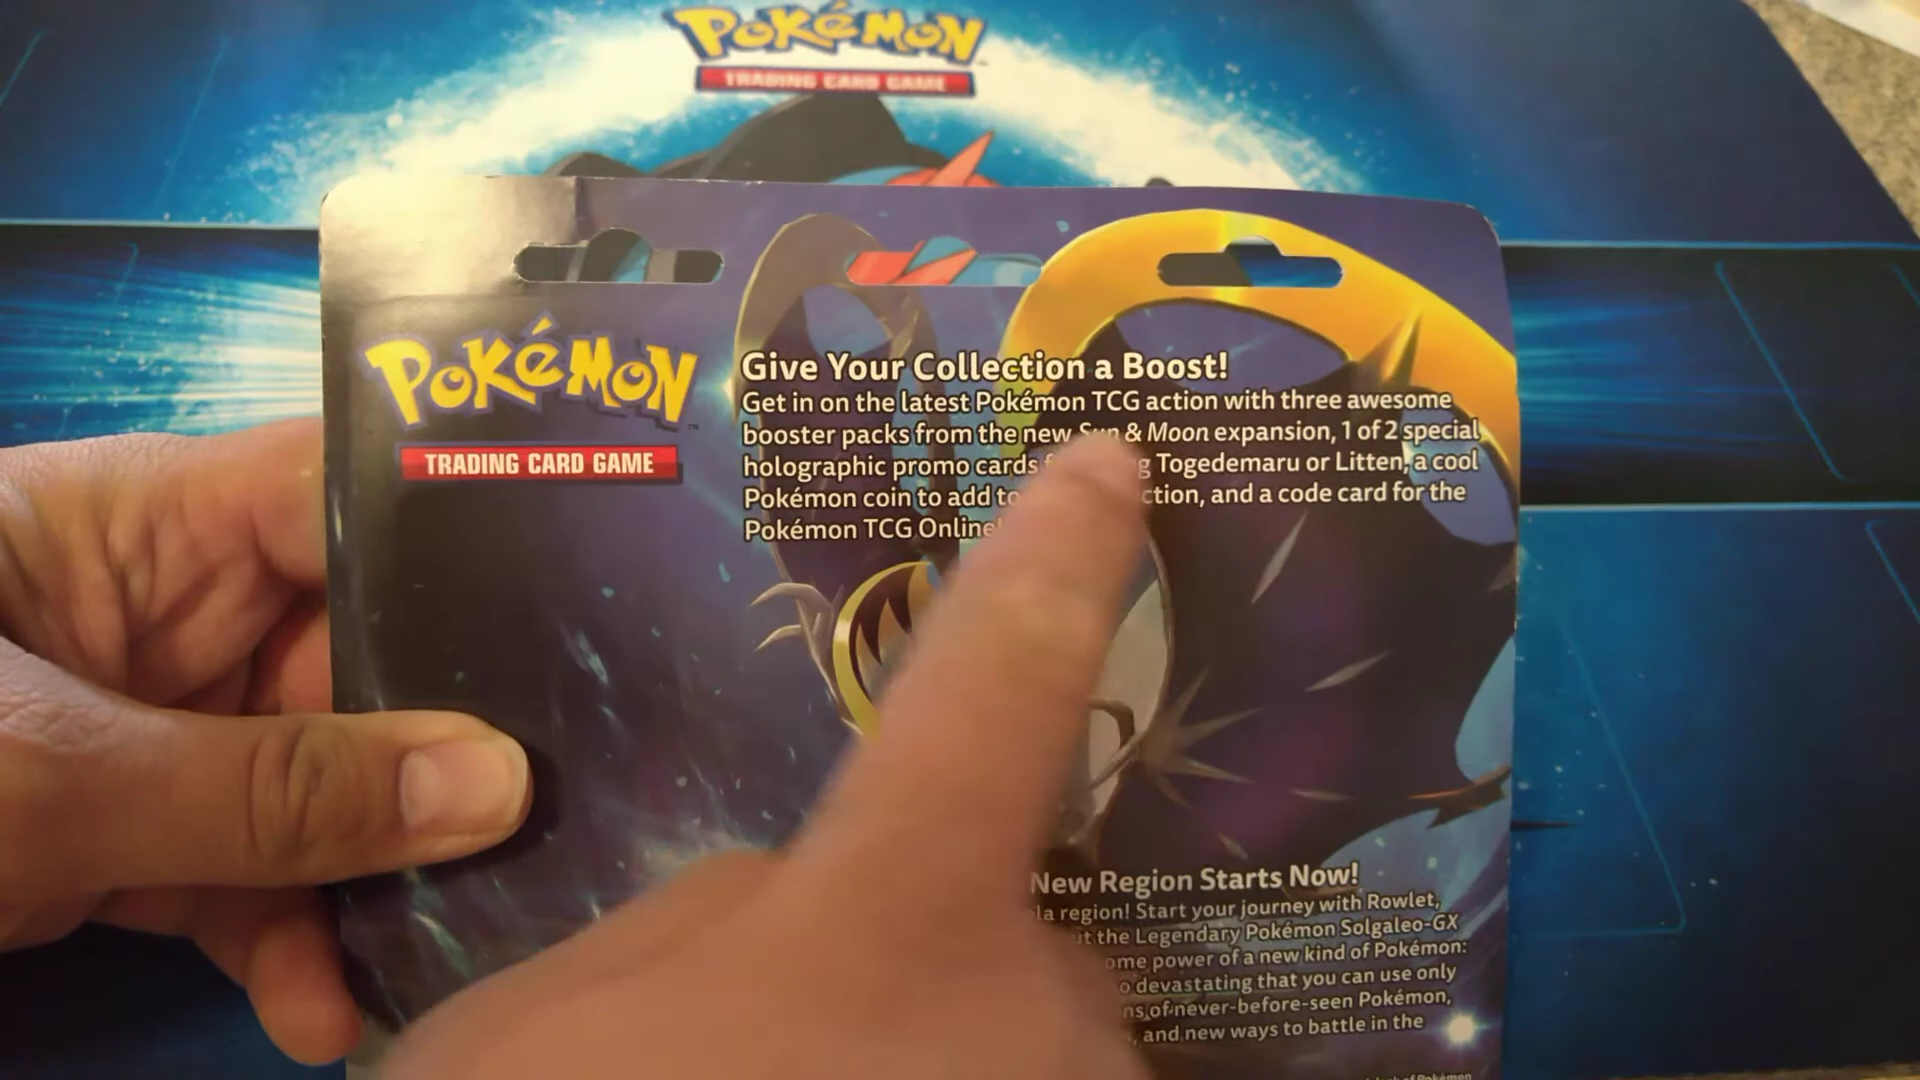 POKéMON
TRADING CARD GAME
POKéMON
TRADING CARD GAME
Give Your Collection a Boost!
Get in on the latest Pokémon TCG action with three awesome
booster packs from the new & Moon expansion, 1 of 2 special
holographic promo cards Togedemaru or Litten, a cool
Pokémon coin to add to and a code card for the
Pokémon TCG Online!
New Region Starts Now!
region! Start your journey with Rowlet,
the Legendary Pokémon Solgaleo-GX
power of a new kind of Pokémon:
devastating that you can use only
of never-before-seen Pokémon,
, and new ways to battle in the
of Pokémon